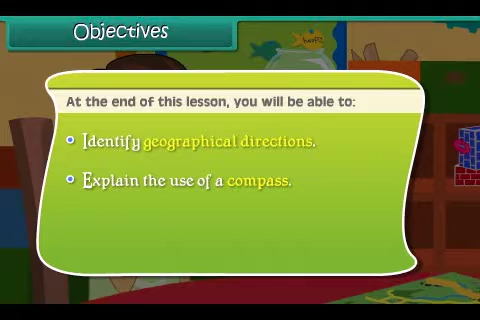 Objectives
At the end of this lesson, you will be able to:
Identify geographical directions.
Explain the use of a compass.